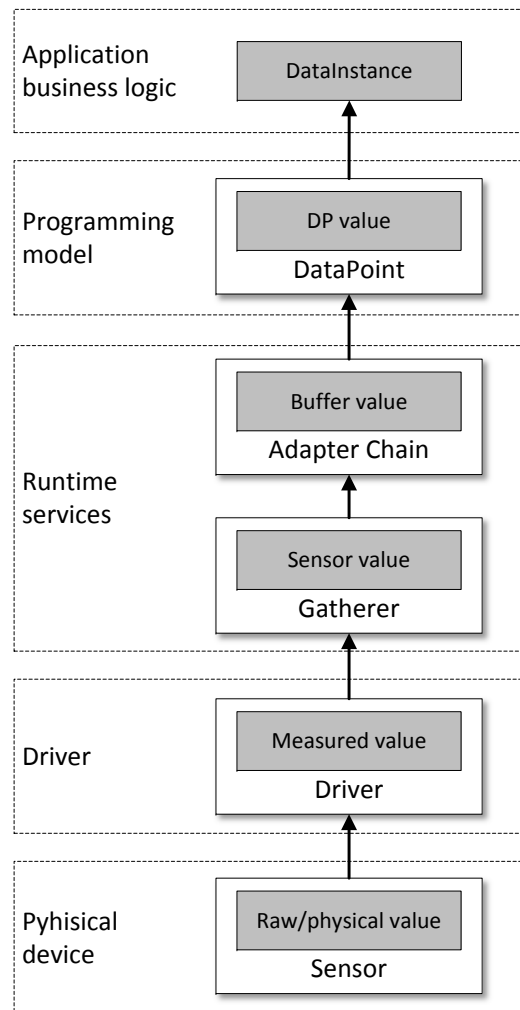 Application
business logic
DataInstance
Programming
model
DP value
DataPoint
Runtime
services
Buffer value
Adapter Chain
Sensor value
Gatherer
Driver
Measured value
Driver
Pyhisical
device
Raw/physical value
Sensor